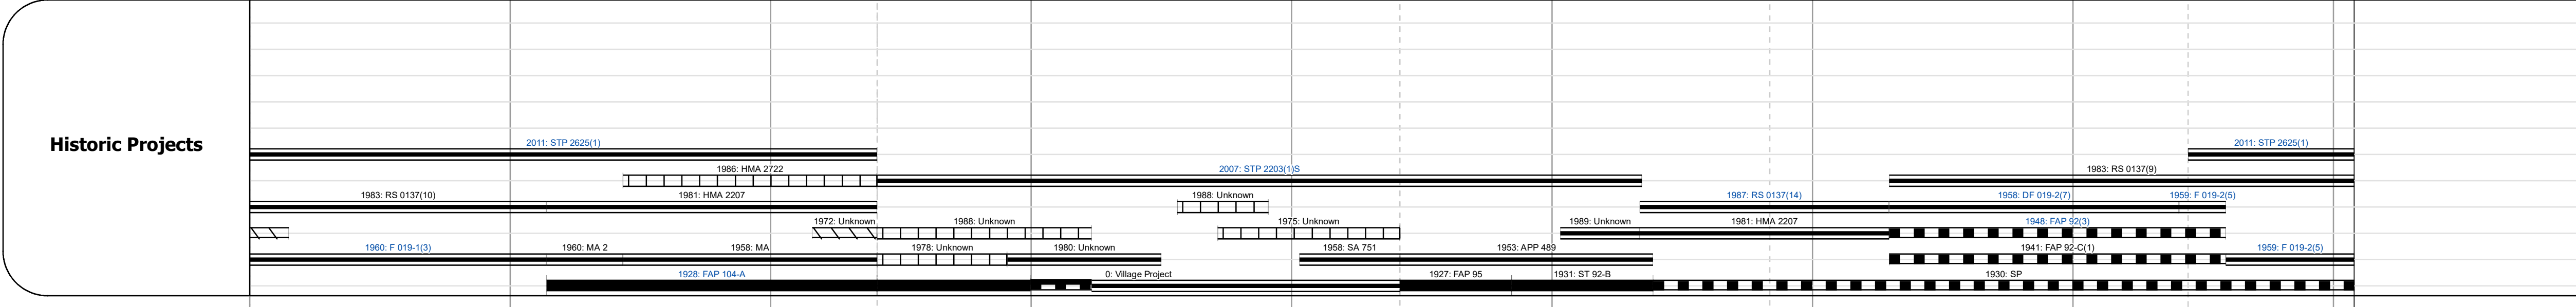 2011: STP 2625(1)
2011: STP 2625(1)
1986: HMA 2722
2007: STP 2203(1)S
1983: RS 0137(9)
Historic Projects
1983: RS 0137(10)
1981: HMA 2207
1988: Unknown
1987: RS 0137(14)
1958: DF 019-2(7)
1959: F 019-2(5)
1972: Unknown
1988: Unknown
1975: Unknown
1989: Unknown
1981: HMA 2207
1948: FAP 92(3)
1960: F 019-1(3)
1960: MA 2
1958: MA
1978: Unknown
1980: Unknown
1958: SA 751
1953: APP 489
1941: FAP 92-C(1)
1959: F 019-2(5)
1928: FAP 104-A
0: Village Project
1927: FAP 95
1931: ST 92-B
1930: SP